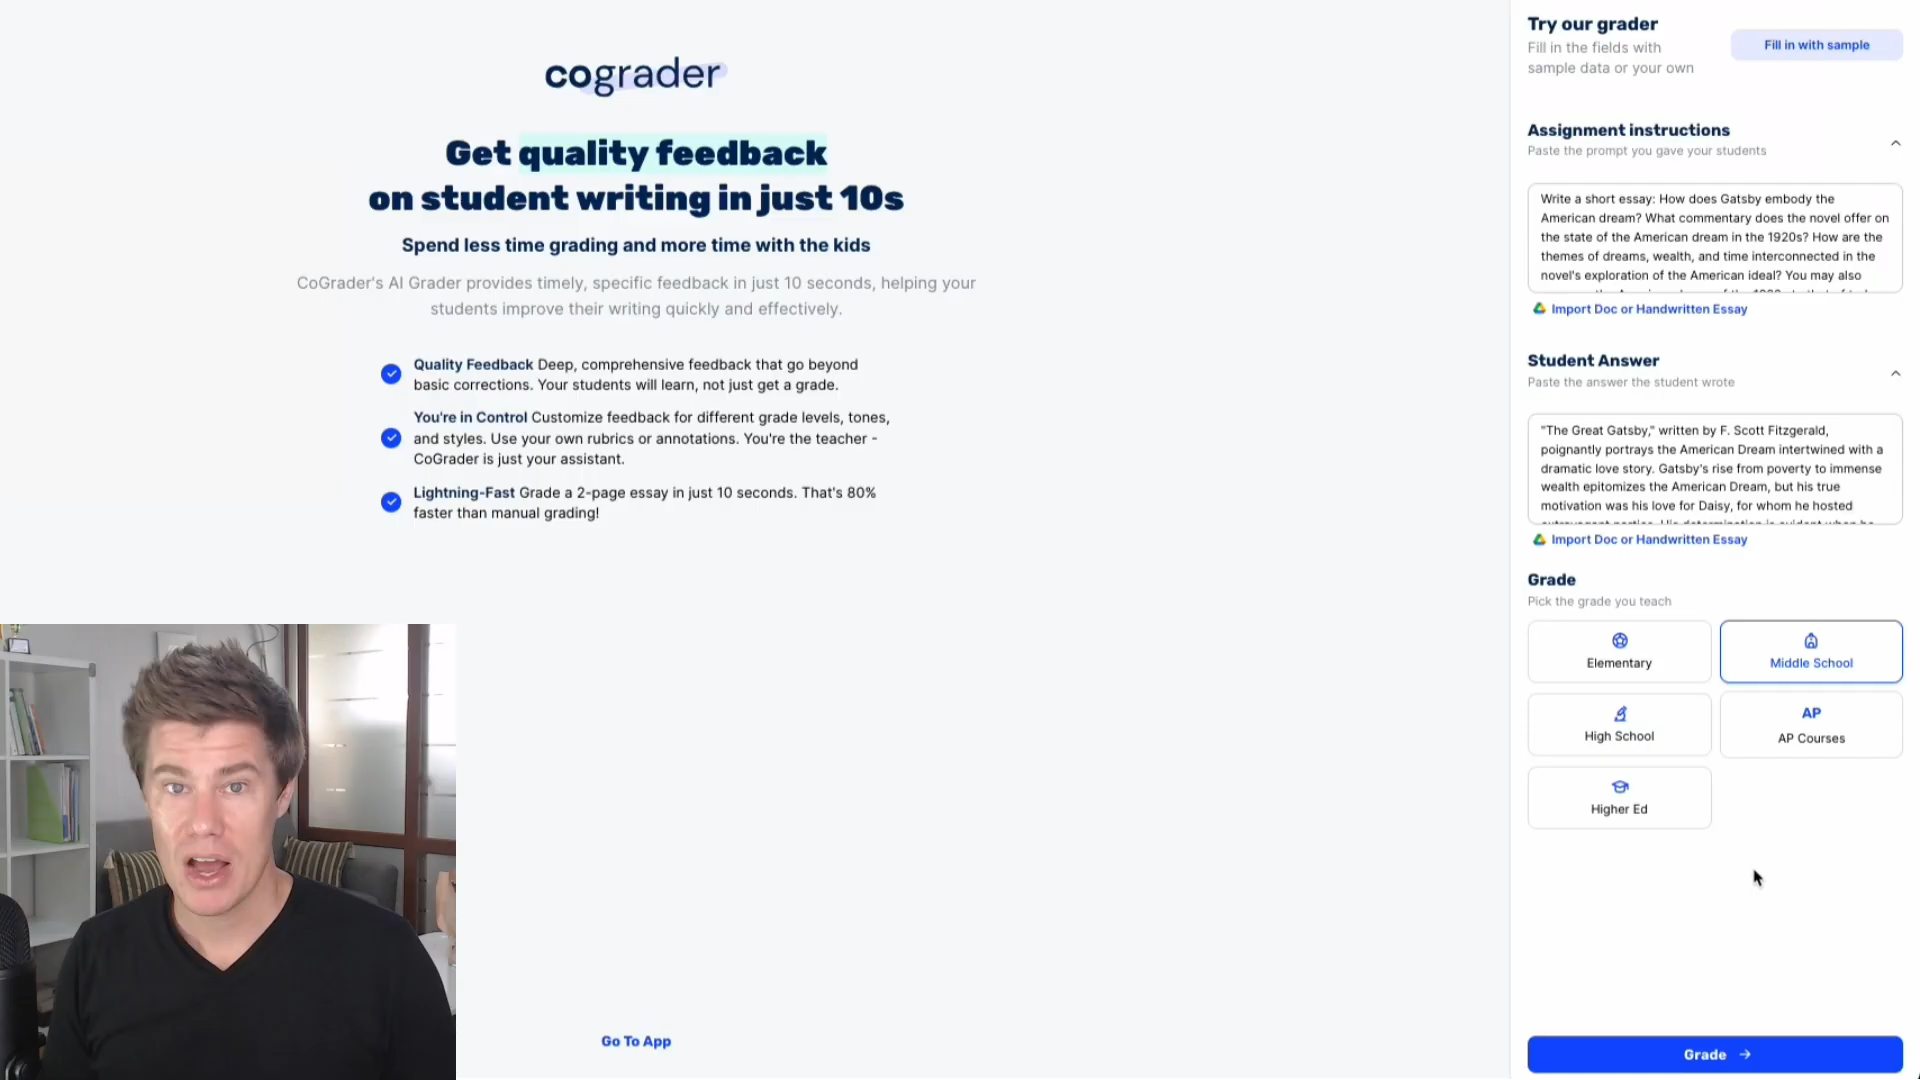 cograder
Get quality feedback
on student writing in just 10s
Spend less time grading and more time with the kids
CoGrader's AI Grader provides timely, specific feedback in just 10 seconds, helping your
students improve their writing quickly and effectively.
Quality Feedback Deep, comprehensive feedback that go beyond
basic corrections. Your students will learn, not just get a grade.
You're in Control Customize feedback for different grade levels, tones,
and styles. Use your own rubrics or annotations. You're the teacher -
CoGrader is just your assistant.
Lightning-Fast Grade a 2-page essay in just 10 seconds. That's 80%
faster than manual grading!
Go To App
Try our grader
Fill in the fields with
sample data or your own
Fill in with sample
Assignment instructions
Paste the prompt you gave your students
Write a short essay: How does Gatsby embody the
American dream? What commentary does the novel offer on
the state of the American dream in the 1920s? How are the
themes of dreams, wealth, and time interconnected in the
novel's exploration of the American ideal? You may also
Import Doc or Handwritten Essay
Student Answer
Paste the answer the student wrote
"The Great Gatsby," written by F. Scott Fitzgerald,
poignantly portrays the American Dream intertwined with a
dramatic love story. Gatsby's rise from poverty to immense
wealth epitomizes the American Dream, but his true
motivation was his love for Daisy, for whom he hosted
Import Doc or Handwritten Essay
Grade
Pick the grade you teach
Elementary
Middle School
High School
AP
AP Courses
Higher Ed
Grade